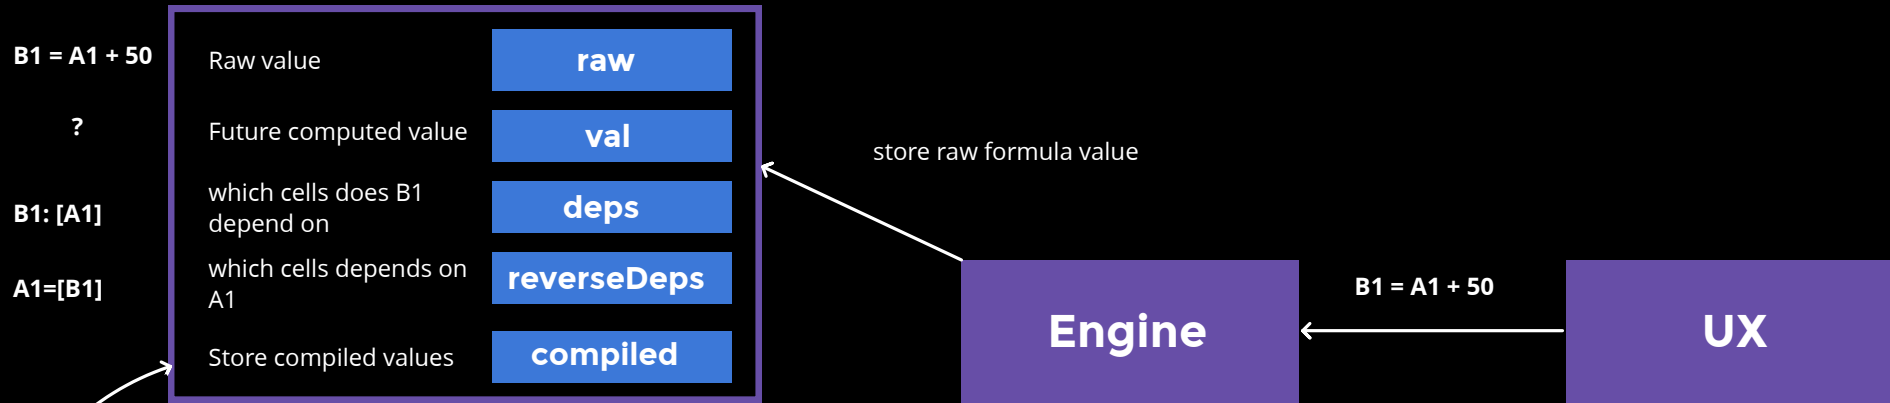 B1 = A1 + 50
Raw value
raw
?
Future computed value
val
store raw formula value
B1: [A1]
which cells does B1
depend on
deps
A1=[B1]
which cells depends on
A1
reverseDeps
Store compiled values
compiled
Engine
B1 = A1 + 50
UX